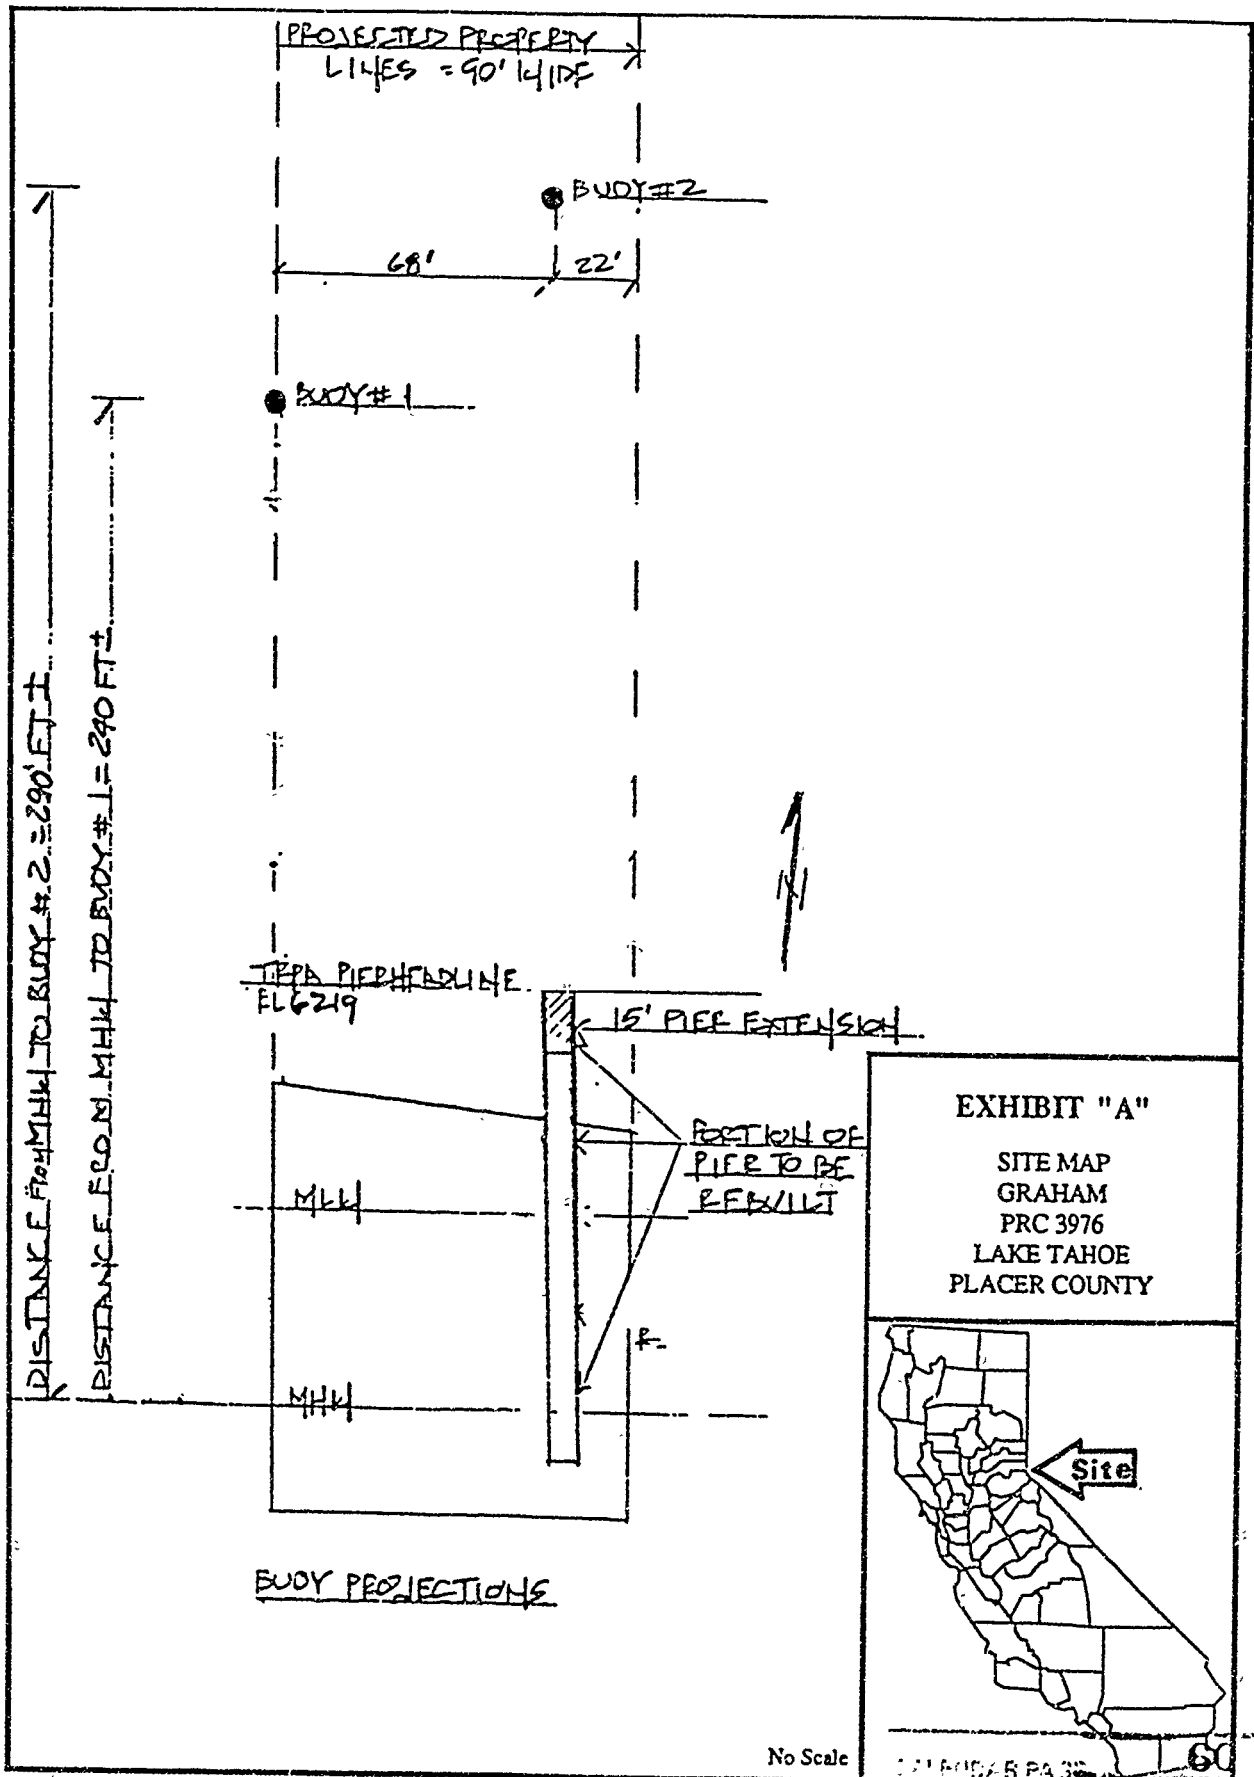 PROJECTED PROPERTY
LINES = 90' WIDE
BUOY #2
68'
22'
BUOY # 1
DISTANCE FROM MHW TO BUOY # 2 = 290' FT ±
DISTANCE FROM MHW TO BUOY # 1 = 240 FT ±
N
TRPA PIERHEADLINE
EL 6219
15' PIER EXTENSION
PORTION OF
PIER TO BE
REBUILT
MLW
MHW
BUOY PROJECTIONS
EXHIBIT "A"
SITE MAP
GRAHAM
PRC 3976
LAKE TAHOE
PLACER COUNTY
Site
No Scale